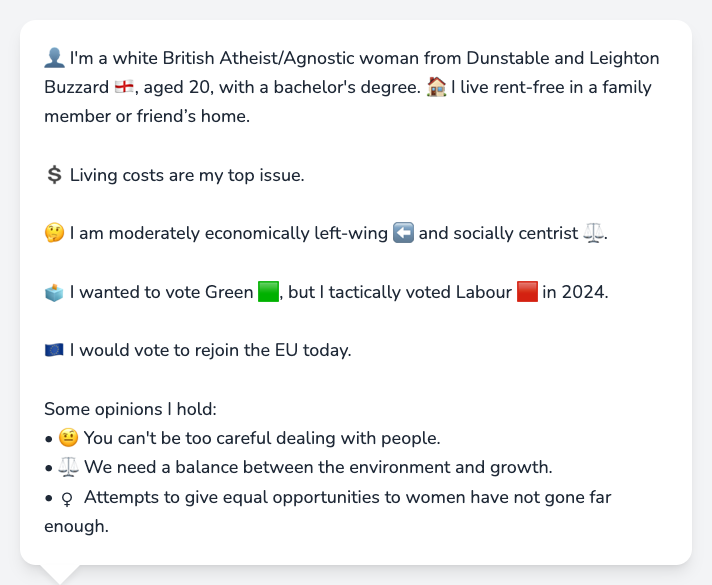 👤 I'm a white British Atheist/Agnostic woman from Dunstable and Leighton
Buzzard 🏴󠁧󠁢󠁥󠁮󠁧󠁿, aged 20, with a bachelor's degree. 🏠 I live rent-free in a family
member or friend’s home.
💲 Living costs are my top issue.
🤔 I am moderately economically left-wing ⬅️ and socially centrist ⚖️.
🗳️ I wanted to vote Green 🟩, but I tactically voted Labour 🟥 in 2024.
🇪🇺 I would vote to rejoin the EU today.
Some opinions I hold:
• 🤨 You can't be too careful dealing with people.
• ⚖️ We need a balance between the environment and growth.
• ♀️ Attempts to give equal opportunities to women have not gone far
enough.